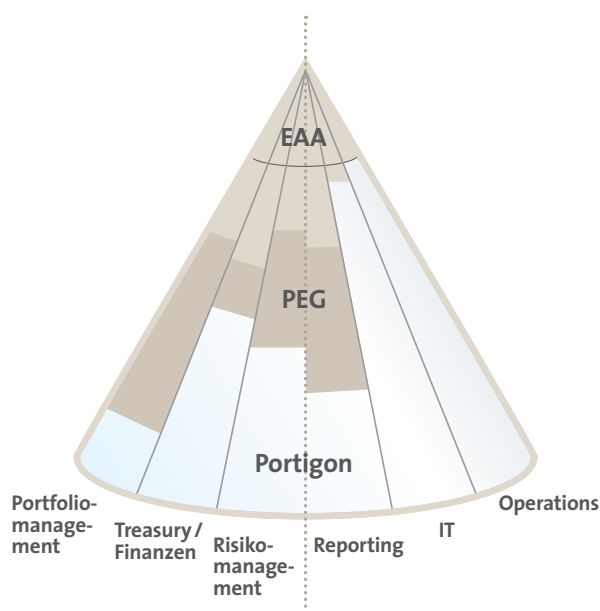 EAA
PEG
Portigon
Portfolio-
manage-
ment
Treasury/
Finanzen
Risiko-
manage-
ment
Reporting
IT
Operations